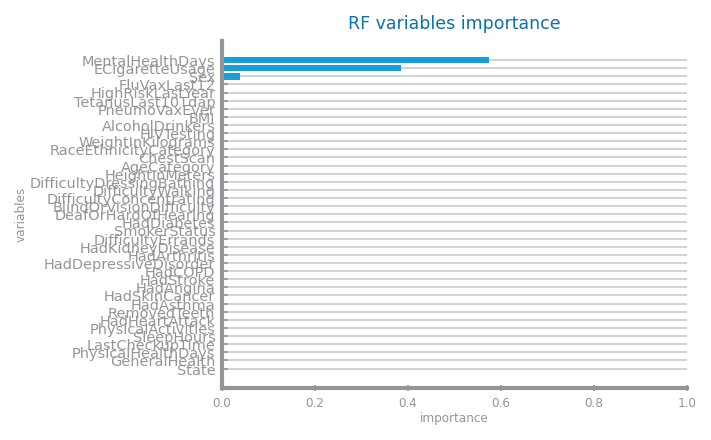 RF variables importance
MentalHealthDays
ECigaretteUsage
Sex
FluVaxLast12
HighRiskLastYear
TetanusLast10Tdap
PneumoVaxEver
BMI
AlcoholDrinkers
HIVTesting
WeightInKilograms
RaceEthnicityCategory
ChestScan
AgeCategory
HeightInMeters
DifficultyDressingBathing
DifficultyWalking
DifficultyConcentrating
BlindOrVisionDifficulty
DeafOrHardOfHearing
HadDiabetes
SmokerStatus
DifficultyErrands
HadKidneyDisease
HadArthritis
HadDepressiveDisorder
HadCOPD
HadStroke
HadAngina
HadSkinCancer
HadAsthma
RemovedTeeth
HadHeartAttack
PhysicalActivities
SleepHours
LastCheckupTime
PhysicalHealthDays
GeneralHealth
State
variables
0.0 0.2 0.4 0.6 0.8 1.0
importance